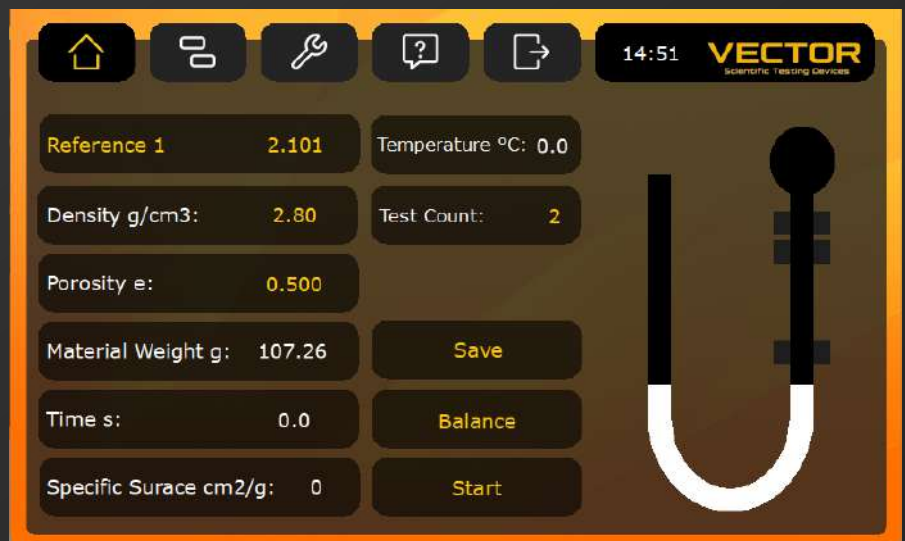 ?
14:51
VECTOR
Scientific Testing Devices
Reference 1 2.101
Temperature ºC: 0.0
Density g/cm3: 2.80
Test Count: 2
Porosity e: 0.500
Material Weight g: 107.26
Save
Time s: 0.0
Balance
Specific Surace cm2/g: 0
Start